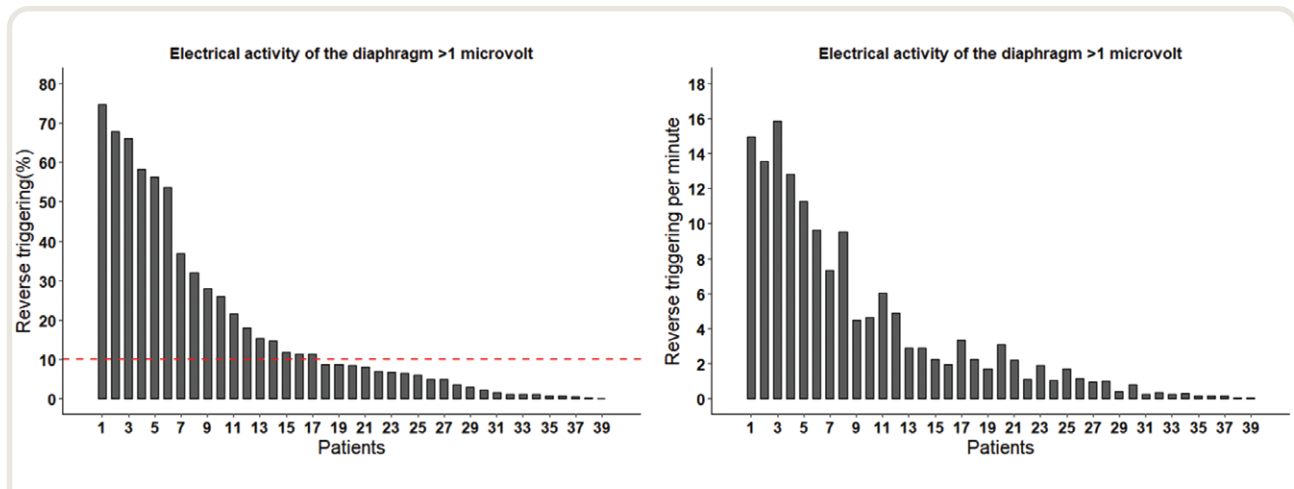 Electrical activity of the diaphragm >1 microvolt
Reverse triggering(%)
80
70
60
50
40
30
20
10
0
1 3 5 7 9 11 13 15 17 19 21 23 25 27 29 31 33 35 37 39
Patients
Electrical activity of the diaphragm >1 microvolt
Reverse triggering per minute
18
16
14
12
10
8
6
4
2
0
1 3 5 7 9 11 13 15 17 19 21 23 25 27 29 31 33 35 37 39
Patients